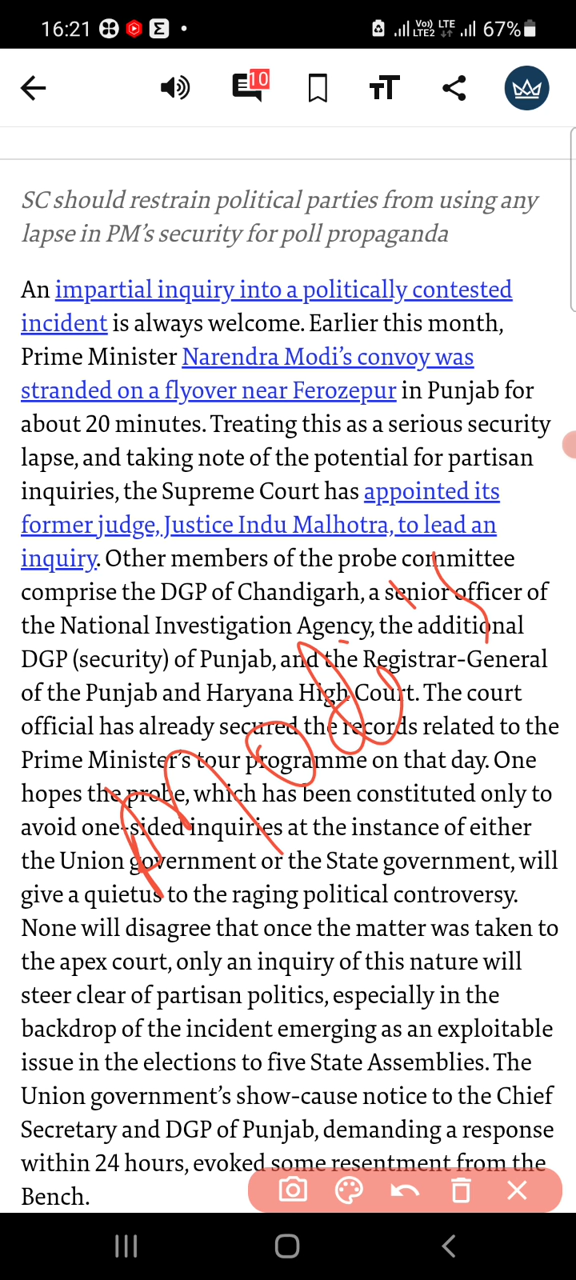 16:21
Vo)) LTE
LTE2
67%
10
TT
SC should restrain political parties from using any
lapse in PM’s security for poll propaganda
An impartial inquiry into a politically contested
incident is always welcome. Earlier this month,
Prime Minister Narendra Modi’s convoy was
stranded on a flyover near Ferozepur in Punjab for
about 20 minutes. Treating this as a serious security
lapse, and taking note of the potential for partisan
inquiries, the Supreme Court has appointed its
former judge, Justice Indu Malhotra, to lead an
inquiry. Other members of the probe committee
comprise the DGP of Chandigarh, a senior officer of
the National Investigation Agency, the additional
DGP (security) of Punjab, and the Registrar-General
of the Punjab and Haryana High Court. The court
official has already secured the records related to the
Prime Minister’s tour programme on that day. One
hopes the probe, which has been constituted only to
avoid one-sided inquiries at the instance of either
the Union government or the State government, will
give a quietus to the raging political controversy.
None will disagree that once the matter was taken to
the apex court, only an inquiry of this nature will
steer clear of partisan politics, especially in the
backdrop of the incident emerging as an exploitable
issue in the elections to five State Assemblies. The
Union government’s show-cause notice to the Chief
Secretary and DGP of Punjab, demanding a response
within 24 hours, evoked some resentment from the
Bench.
Modi's